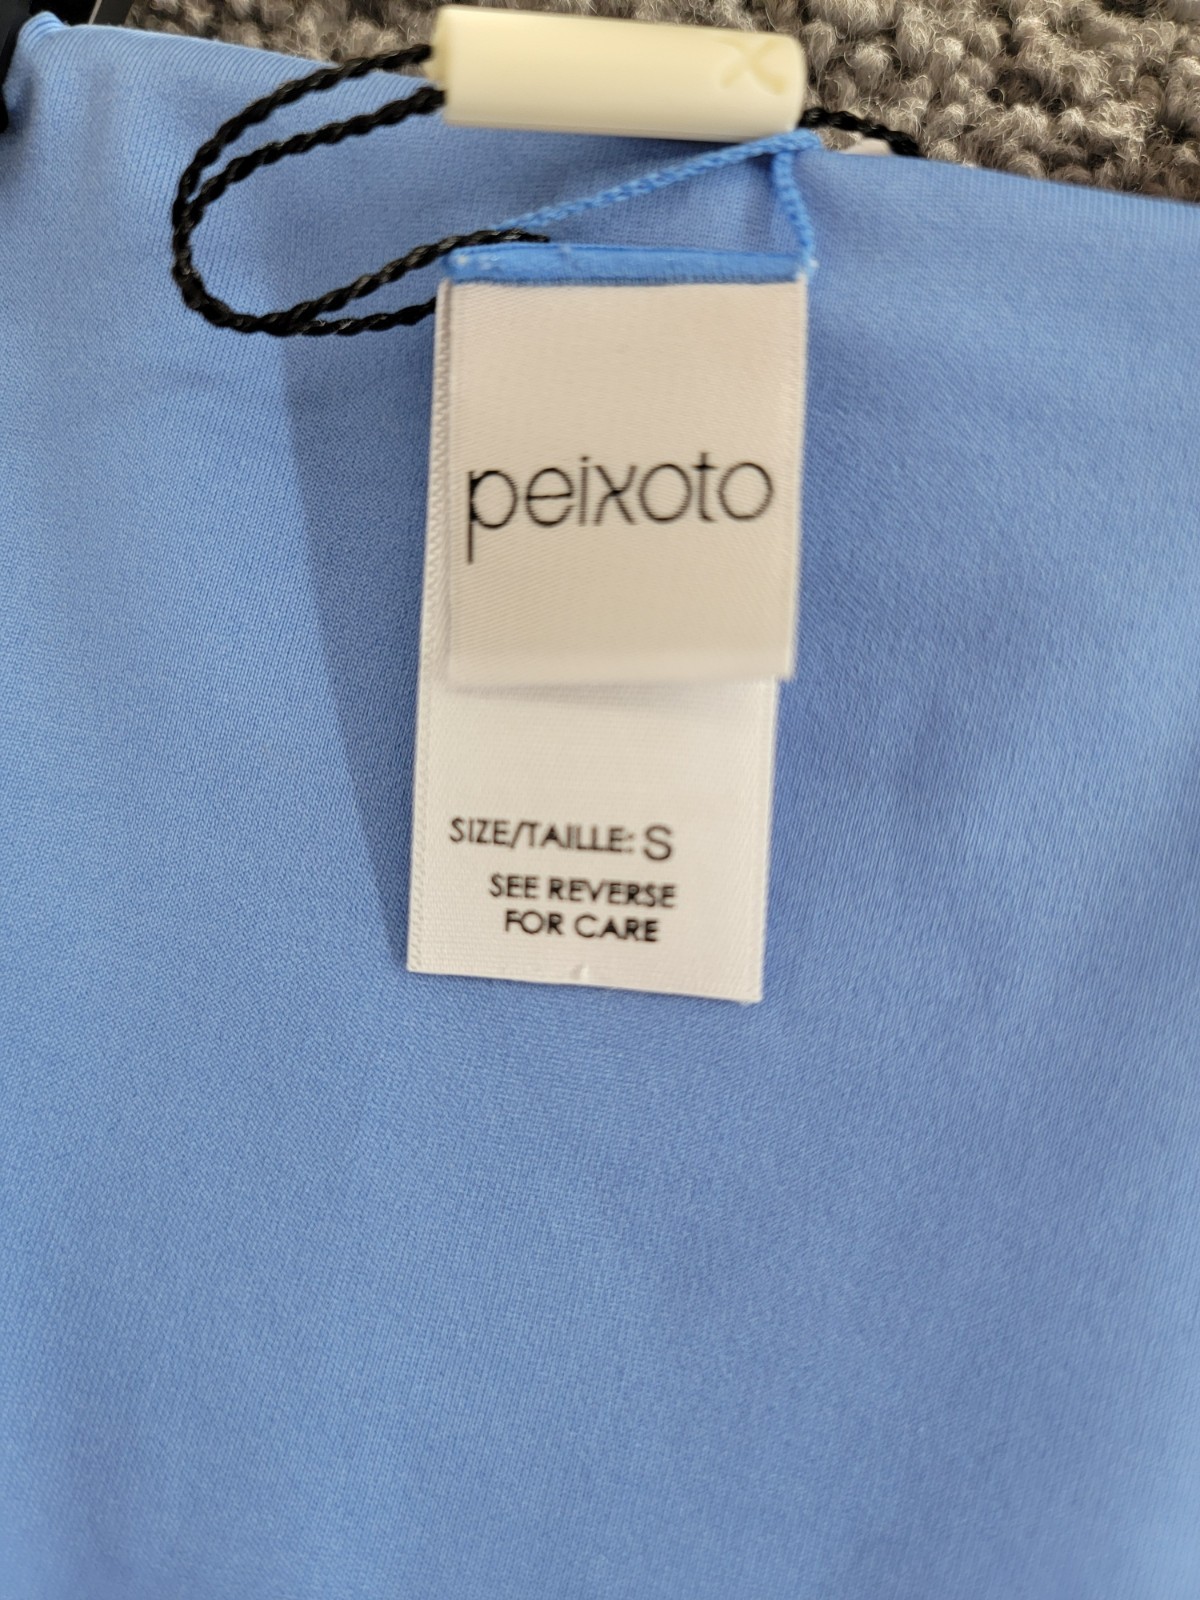 peixoto
SIZE/TAILLE: S
SEE REVERSE
FOR CARE